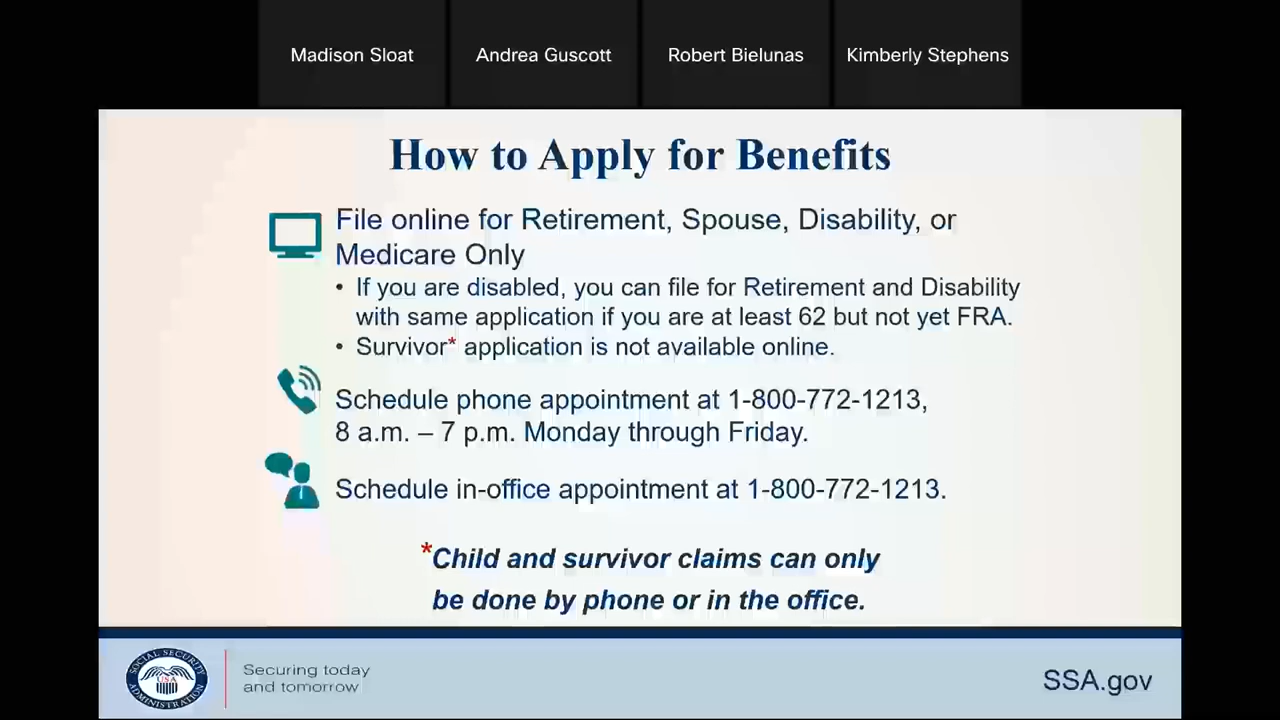 Madison Sloat
Andrea Guscott
Robert Bielunas
Kimberly Stephens
How to Apply for Benefits
File online for Retirement, Spouse, Disability, or
Medicare Only
• If you are disabled, you can file for Retirement and Disability
with same application if you are at least 62 but not yet FRA.
• Survivor* application is not available online.
Schedule phone appointment at 1-800-772-1213,
8 a.m. – 7 p.m. Monday through Friday.
Schedule in-office appointment at 1-800-772-1213.
*Child and survivor claims can only
be done by phone or in the office.
SOCIAL SECURITY
USA
ADMINISTRATION
Securing today
and tomorrow
SSA.gov